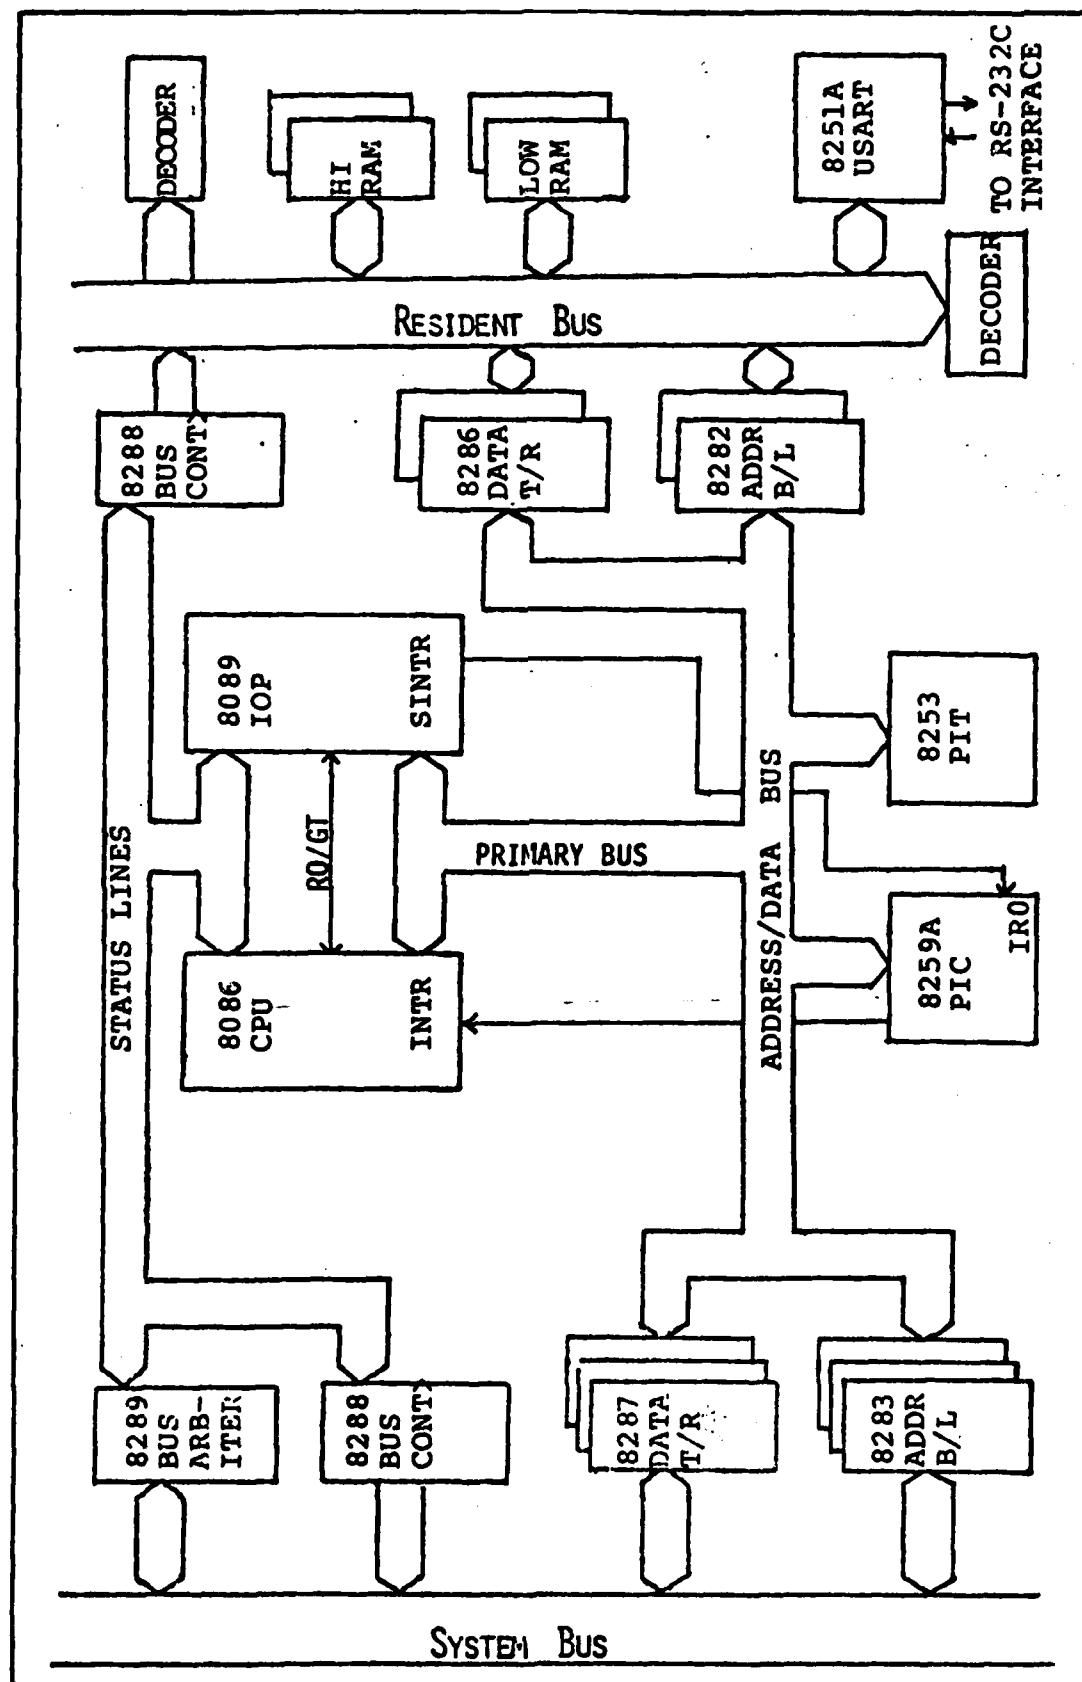 DECODER
HI
RAM
LOW
RAM
8251A
USART
TO RS-232C
INTERFACE
DECODER
RESIDENT BUS
8288
BUS
CONT
8286
DATA
T/R
8282
ADDR
B/L
8089
IOP
SINTR
8253
PIT
STATUS LINES
RQ/GT
PRIMARY BUS
ADDRESS/DATA BUS
8086
CPU
INTR
8259A
PIC
IR0
8289
BUS
ARB-
ITER
8288
BUS
CONT
8287
DATA
T/R
8283
ADDR
B/L
SYSTEM BUS